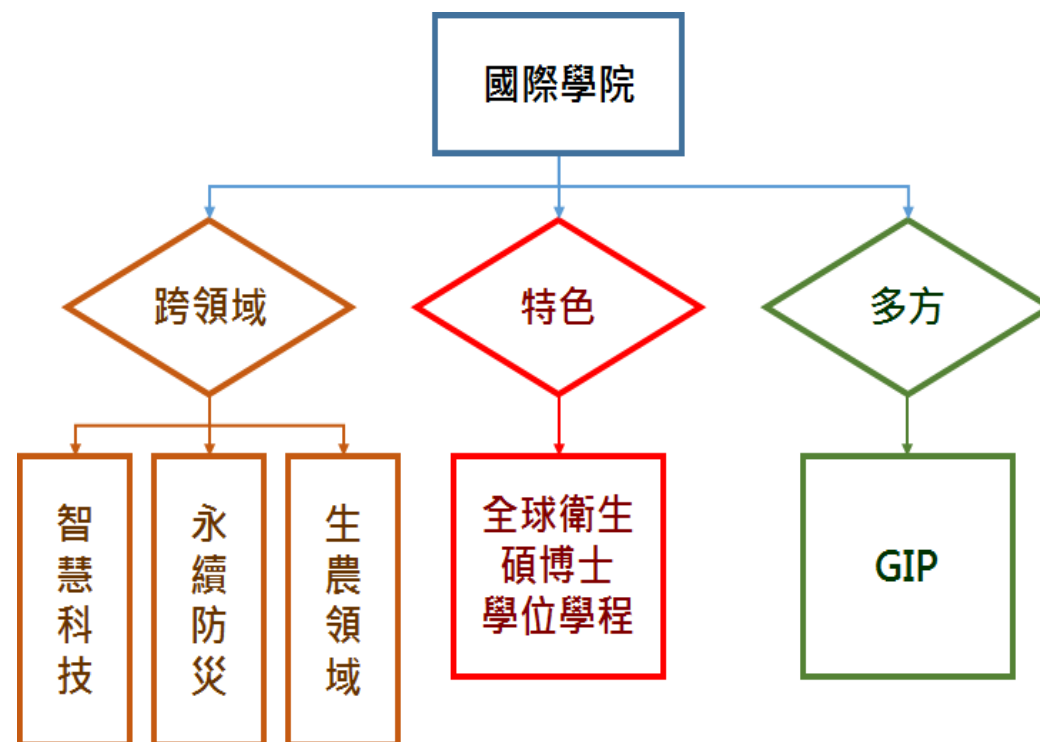 國際學院
跨領域
特色
多方
智慧科技
永續防災
生農領域
全球衛生
碩博士
學位學程
GIP